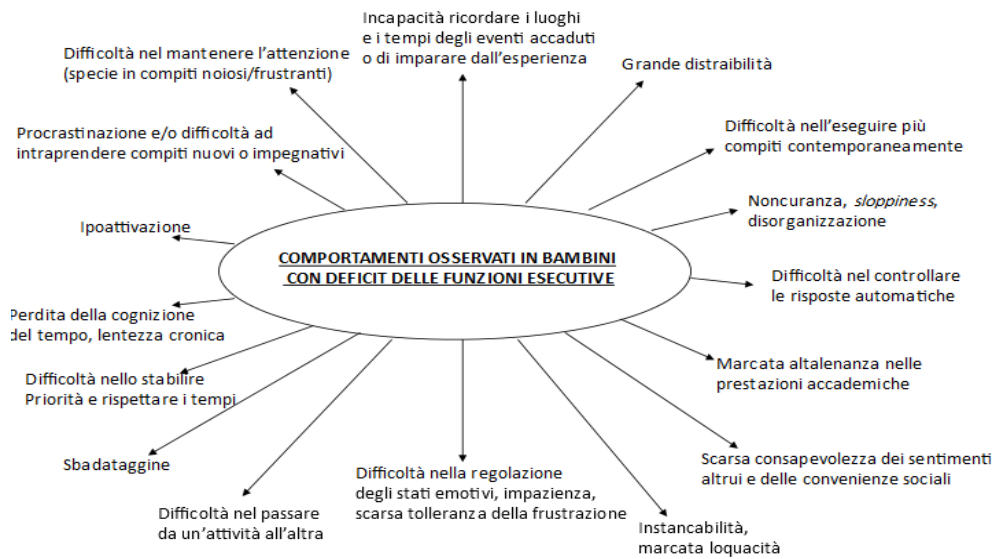 Incapacità ricordare i luoghi
e i tempi degli eventi accaduti
o di imparare dall'esperienza
Difficoltà nel mantenere l'attenzione
(specie in compiti noiosi/frustranti)
Grande distraibilità
Procrastinazione e/o difficoltà ad
intraprendere compiti nuovi o impegnativi
Difficoltà nell'eseguire più
compiti contemporaneamente
Ipoattivazione
Noncuranza, sloppiness,
disorganizzazione
COMPORTAMENTI OSSERVATI IN BAMBINI
CON DEFICIT DELLE FUNZIONI ESECUTIVE
Difficoltà nel controllare
le risposte automatiche
Perdita della cognizione
del tempo, lentezza cronica
Marcata altalenanza nelle
prestazioni accademiche
Difficoltà nello stabilire
Priorità e rispettare i tempi
Sbadataggine
Scarsa consapevolezza dei sentimenti
altrui e delle convenienze sociali
Difficoltà nella regolazione
degli stati emotivi, impazienza,
scarsa tolleranza della frustrazione
Difficoltà nel passare
da un'attività all'altra
Instancabilità,
marcata loquacità